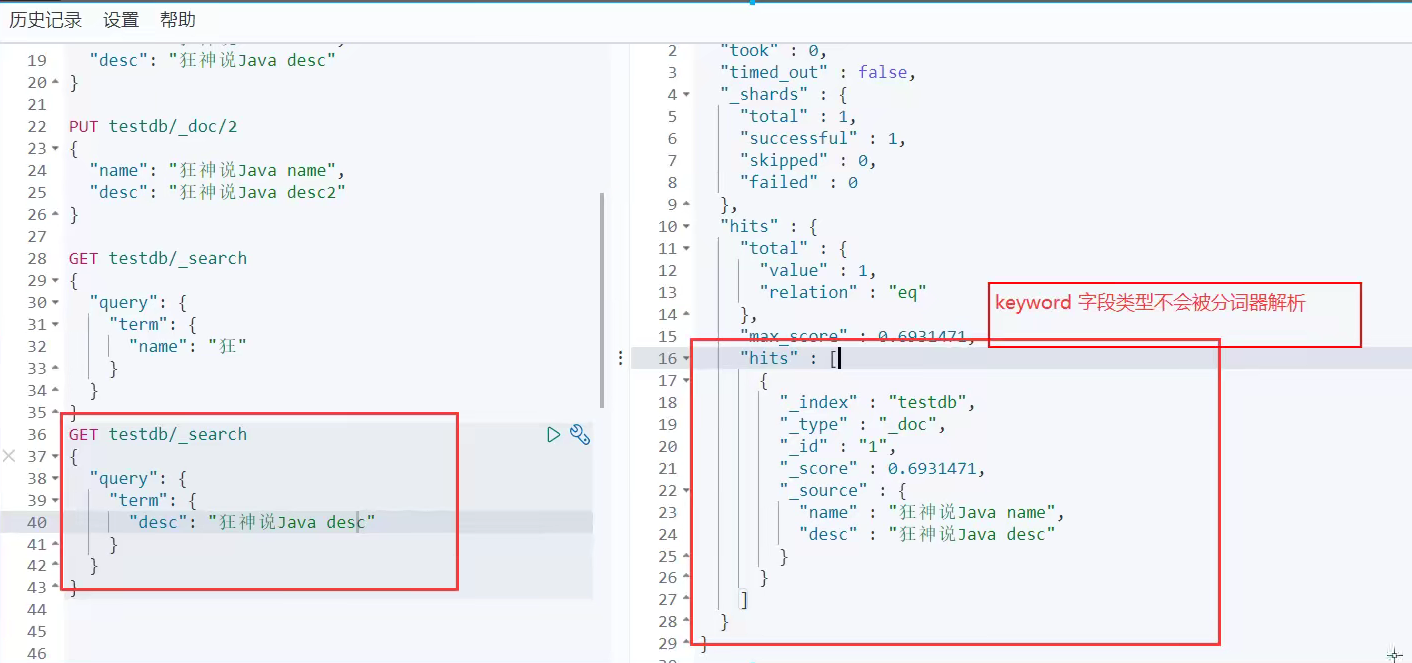 历史记录 设置 帮助
19 "desc": "狂神说Java desc"
20 }
21
22 PUT testdb/_doc/2
23 {
24 "name": "狂神说Java name",
25 "desc": "狂神说Java desc2"
26 }
27
28 GET testdb/_search
29 {
30 "query": {
31 "term": {
32 "name": "狂"
33 }
34 }
35 }
36 GET testdb/_search
37 {
38 "query": {
39 "term": {
40 "desc": "狂神说Java desc"
41 }
42 }
43 }
44
45
46
2 "took" : 0,
3 "timed_out" : false,
4 "_shards" : {
5 "total" : 1,
6 "successful" : 1,
7 "skipped" : 0,
8 "failed" : 0
9 },
10 "hits" : {
11 "total" : {
12 "value" : 1,
13 "relation" : "eq"
14 },
keyword 字段类型不会被分词器解析
15 "max_score" : 0.6931471,
16 "hits" : [
17 {
18 "_index" : "testdb",
19 "_type" : "_doc",
20 "_id" : "1",
21 "_score" : 0.6931471,
22 "_source" : {
23 "name" : "狂神说Java name",
24 "desc" : "狂神说Java desc"
25 }
26 }
27 ]
28 }
29 }